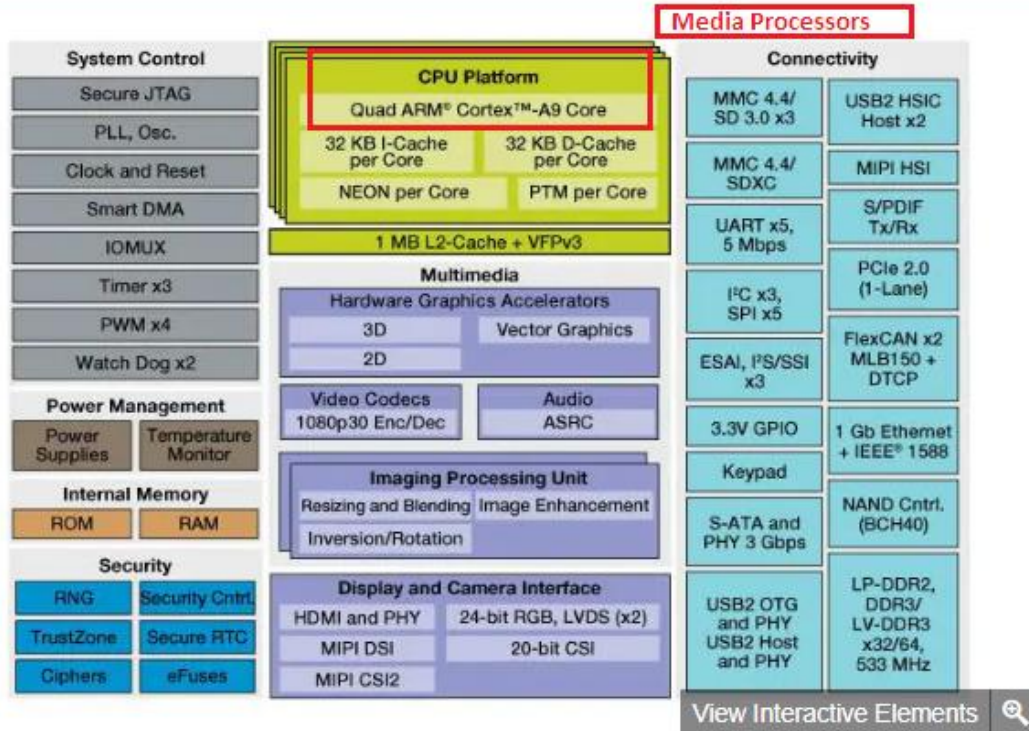 Media Processors
System Control
Secure JTAG
PLL, Osc.
Clock and Reset
Smart DMA
IOMUX
Timer x3
PWM x4
Watch Dog x2
Power Management
Power
Supplies
Temperature
Monitor
Internal Memory
ROM
RAM
Security
RNG
Security Cntrl.
TrustZone
Secure RTC
Ciphers
eFuses
CPU Platform
Quad ARM® Cortex™-A9 Core
32 KB I-Cache
per Core
32 KB D-Cache
per Core
NEON per Core
PTM per Core
1 MB L2-Cache + VFPv3
Multimedia
Hardware Graphics Accelerators
3D
Vector Graphics
2D
Video Codecs
1080p30 Enc/Dec
Audio
ASRC
Imaging Processing Unit
Resizing and Blending
Image Enhancement
Inversion/Rotation
Display and Camera Interface
HDMI and PHY
24-bit RGB, LVDS (x2)
MIPI DSI
20-bit CSI
MIPI CSI2
Connectivity
MMC 4.4/
SD 3.0 x3
MMC 4.4/
SDXC
UART x5,
5 Mbps
I²C x3,
SPI x5
ESAI, I²S/SSI
x3
3.3V GPIO
Keypad
S-ATA and
PHY 3 Gbps
USB2 OTG
and PHY
USB2 Host
and PHY
USB2 HSIC
Host x2
MIPI HSI
S/PDIF
Tx/Rx
PCIe 2.0
(1-Lane)
FlexCAN x2
MLB150 +
DTCP
1 Gb Ethernet
+ IEEE® 1588
NAND Cntrl.
(BCH40)
LP-DDR2,
DDR3/
LV-DDR3
x32/64,
533 MHz
View Interactive Elements